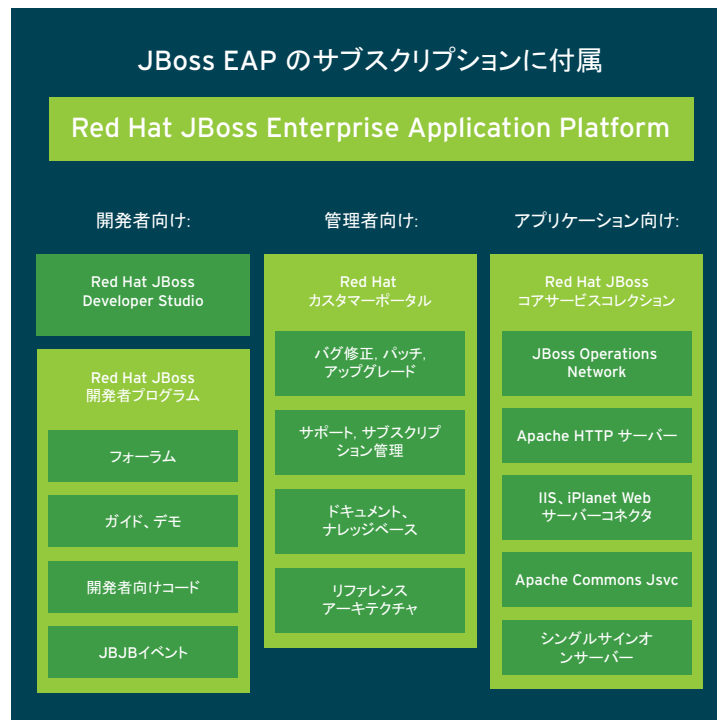 JBoss EAP のサブスクリプションに付属
Red Hat JBoss Enterprise Application Platform
開発者向け:
Red Hat JBoss
Developer Studio
Red Hat JBoss
開発者プログラム
フォーラム
ガイド、デモ
開発者向けコード
JBJBイベント
管理者向け:
Red Hat
カスタマーポータル
バグ修正, パッチ,
アップグレード
サポート, サブスクリプ
ション管理
ドキュメント、
ナレッジベース
リファレンス
アーキテクチャ
アプリケーション向け:
Red Hat JBoss
コアサービスコレクション
JBoss Operations
Network
Apache HTTP サーバー
IIS、iPlanet Web
サーバーコネクタ
Apache Commons Jsvc
シングルサインオ
ンサーバー